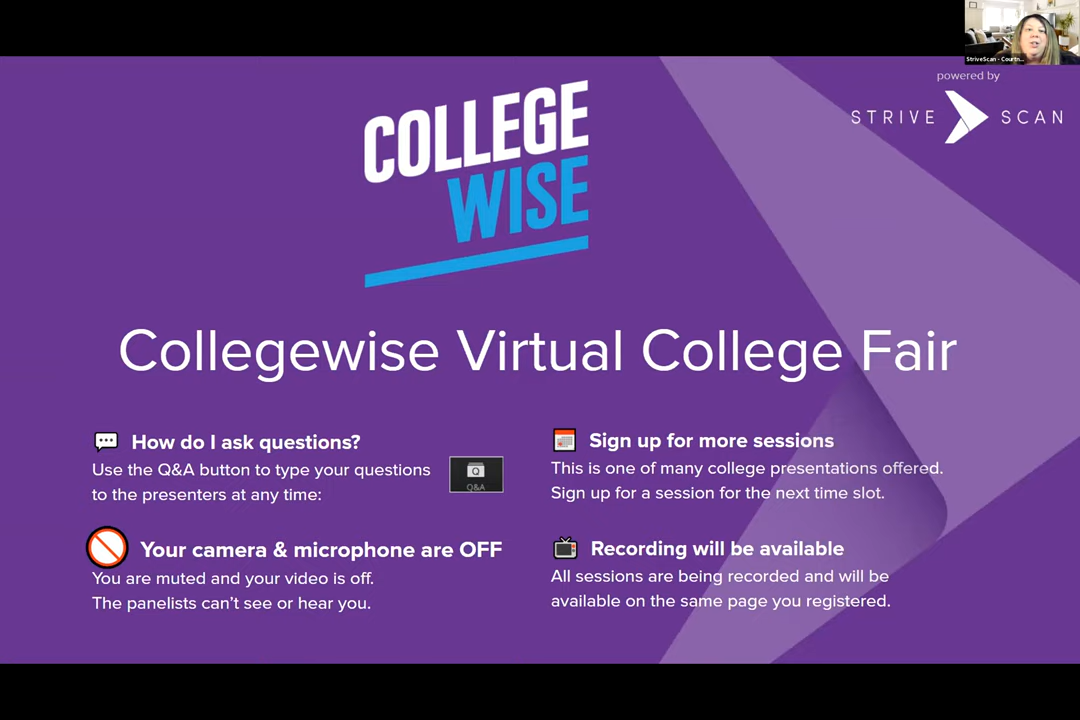 StriveScan - Courtn...
powered by
STRIVE SCAN
COLLEGE
WISE
Collegewise Virtual College Fair
How do I ask questions?
Use the Q&A button to type your questions
to the presenters at any time:
Q
Q&A
Sign up for more sessions
This is one of many college presentations offered.
Sign up for a session for the next time slot.
Your camera & microphone are OFF
You are muted and your video is off.
The panelists can't see or hear you.
Recording will be available
All sessions are being recorded and will be
available on the same page you registered.